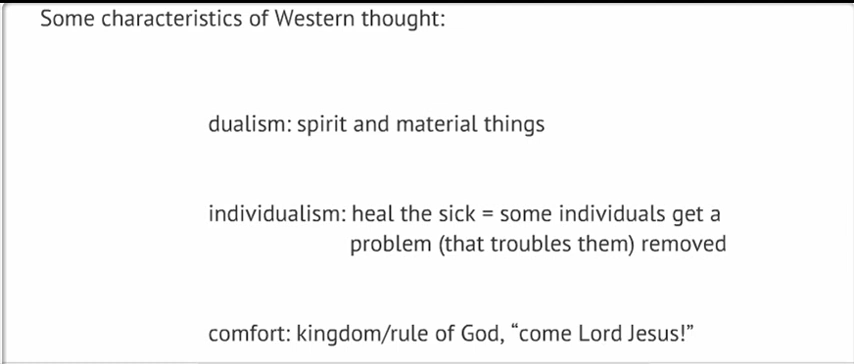 Some characteristics of Western thought:
dualism: spirit and material things
individualism: heal the sick = some individuals get a
problem (that troubles them) removed
comfort: kingdom/rule of God, “come Lord Jesus!”